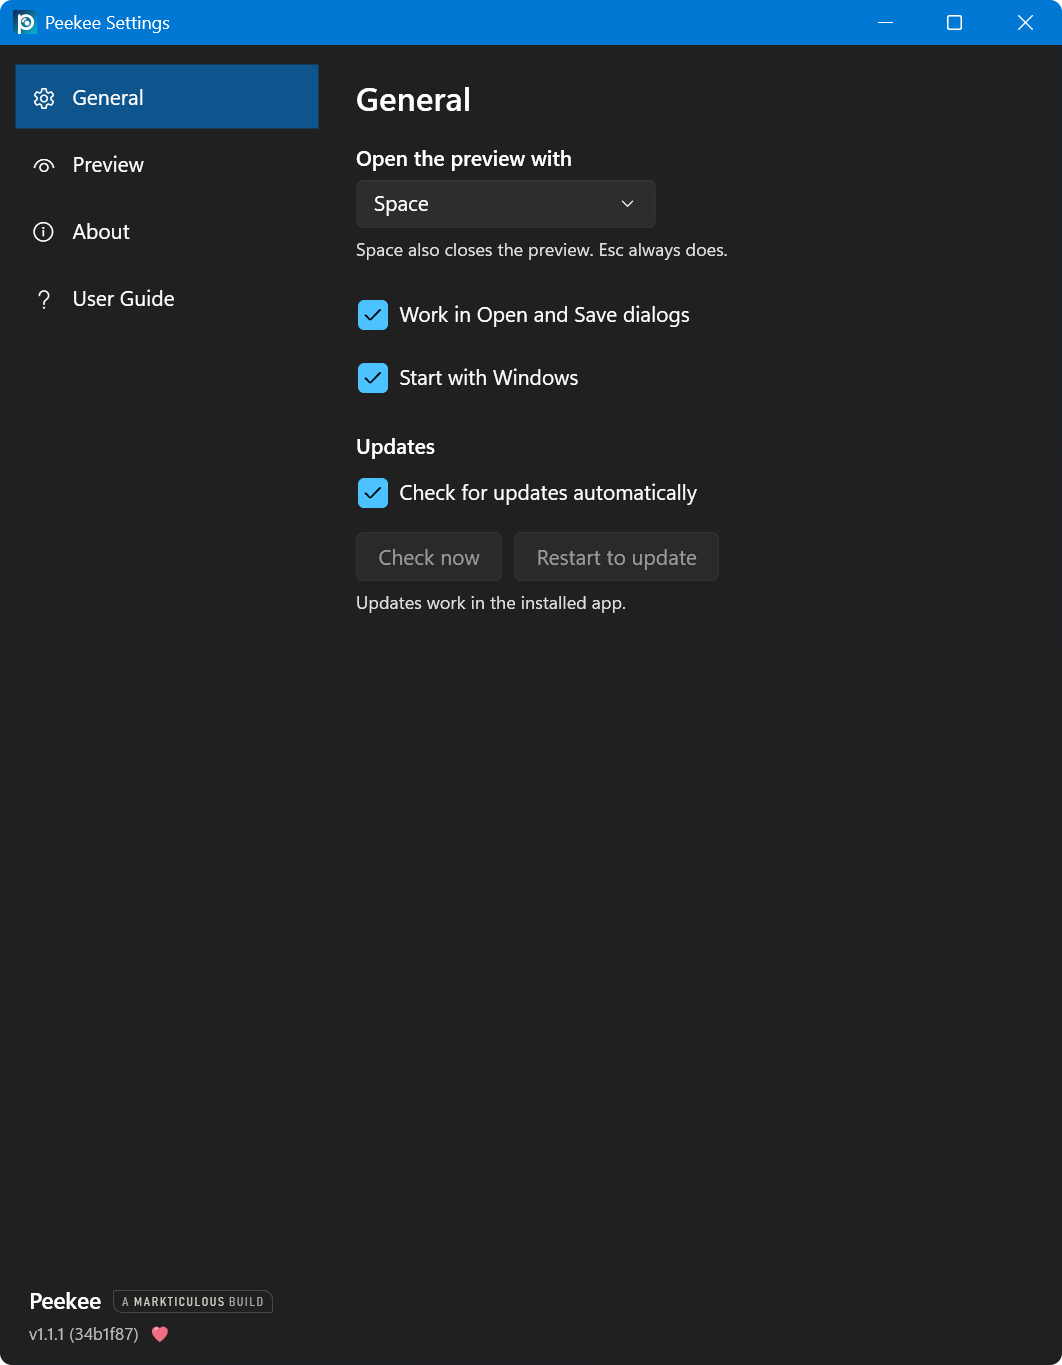 Peekee Settings
General
Preview
About
User Guide
General
Open the preview with
Space
Space also closes the preview. Esc always does.
Work in Open and Save dialogs
Start with Windows
Updates
Check for updates automatically
Check now
Restart to update
Updates work in the installed app.
Peekee
A MARKTICULOUS BUILD
v1.1.1 (34b1f87)